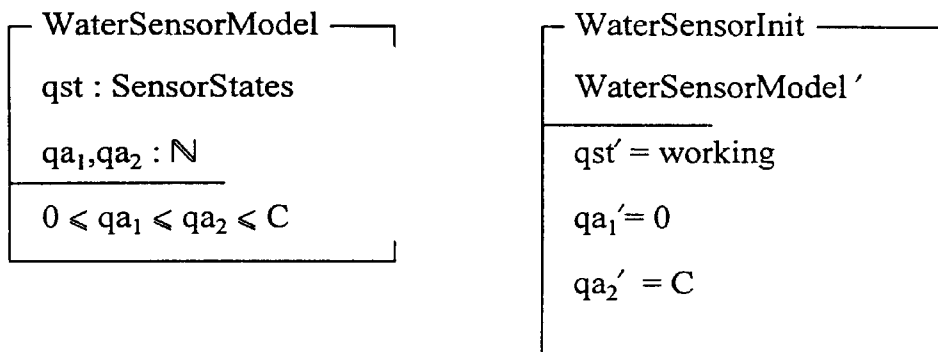 WaterSensorModel
qst : SensorStates
qa₁,qa₂ : ℕ
0 ⩽ qa₁ ⩽ qa₂ ⩽ C
WaterSensorInit
WaterSensorModel ′
qst′ = working
qa₁′= 0
qa₂′ = C